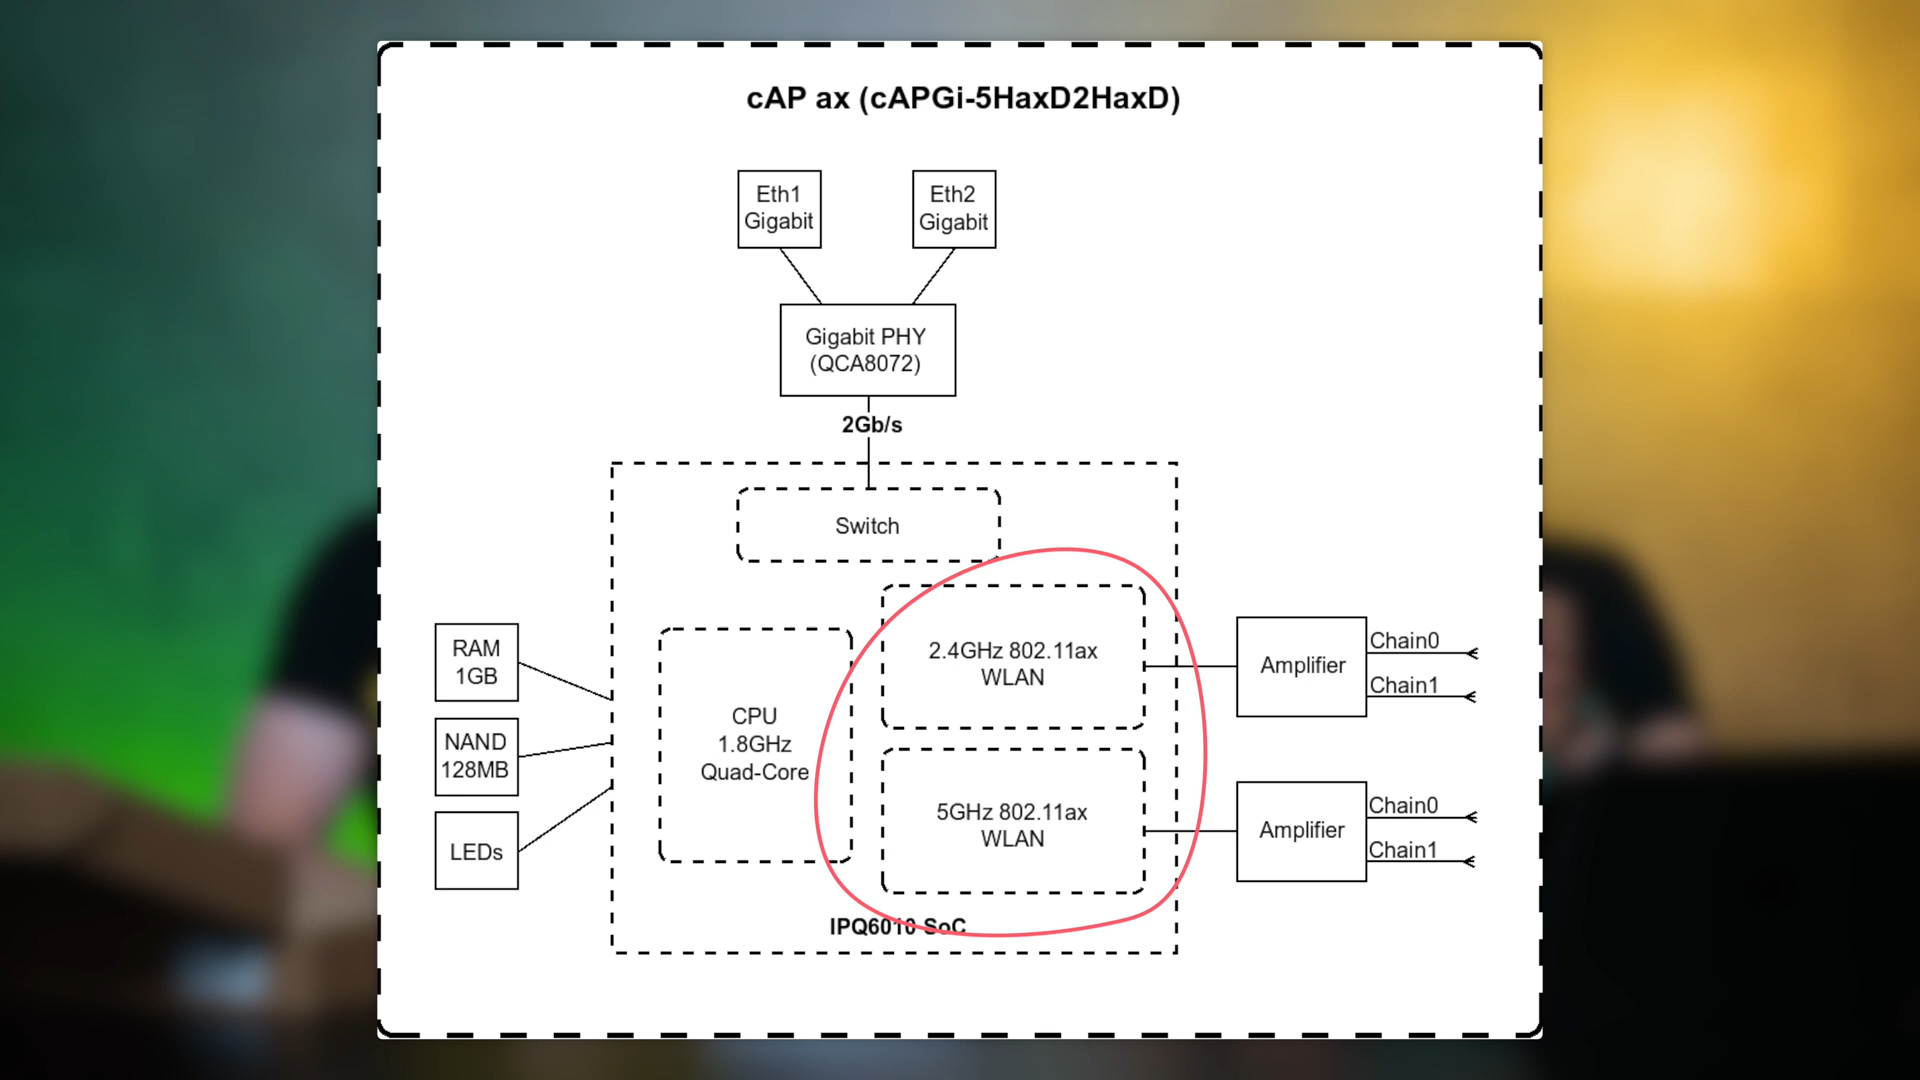 cAP ax (cAPGi-5HaxD2HaxD)
Eth1
Gigabit
Eth2
Gigabit
Gigabit PHY
(QCA8072)
2Gb/s
Switch
RAM
1GB
NAND
128MB
LEDs
CPU
1.8GHz
Quad-Core
2.4GHz 802.11ax
WLAN
5GHz 802.11ax
WLAN
IPQ6010 SoC
Amplifier
Chain0
Chain1
Amplifier
Chain0
Chain1